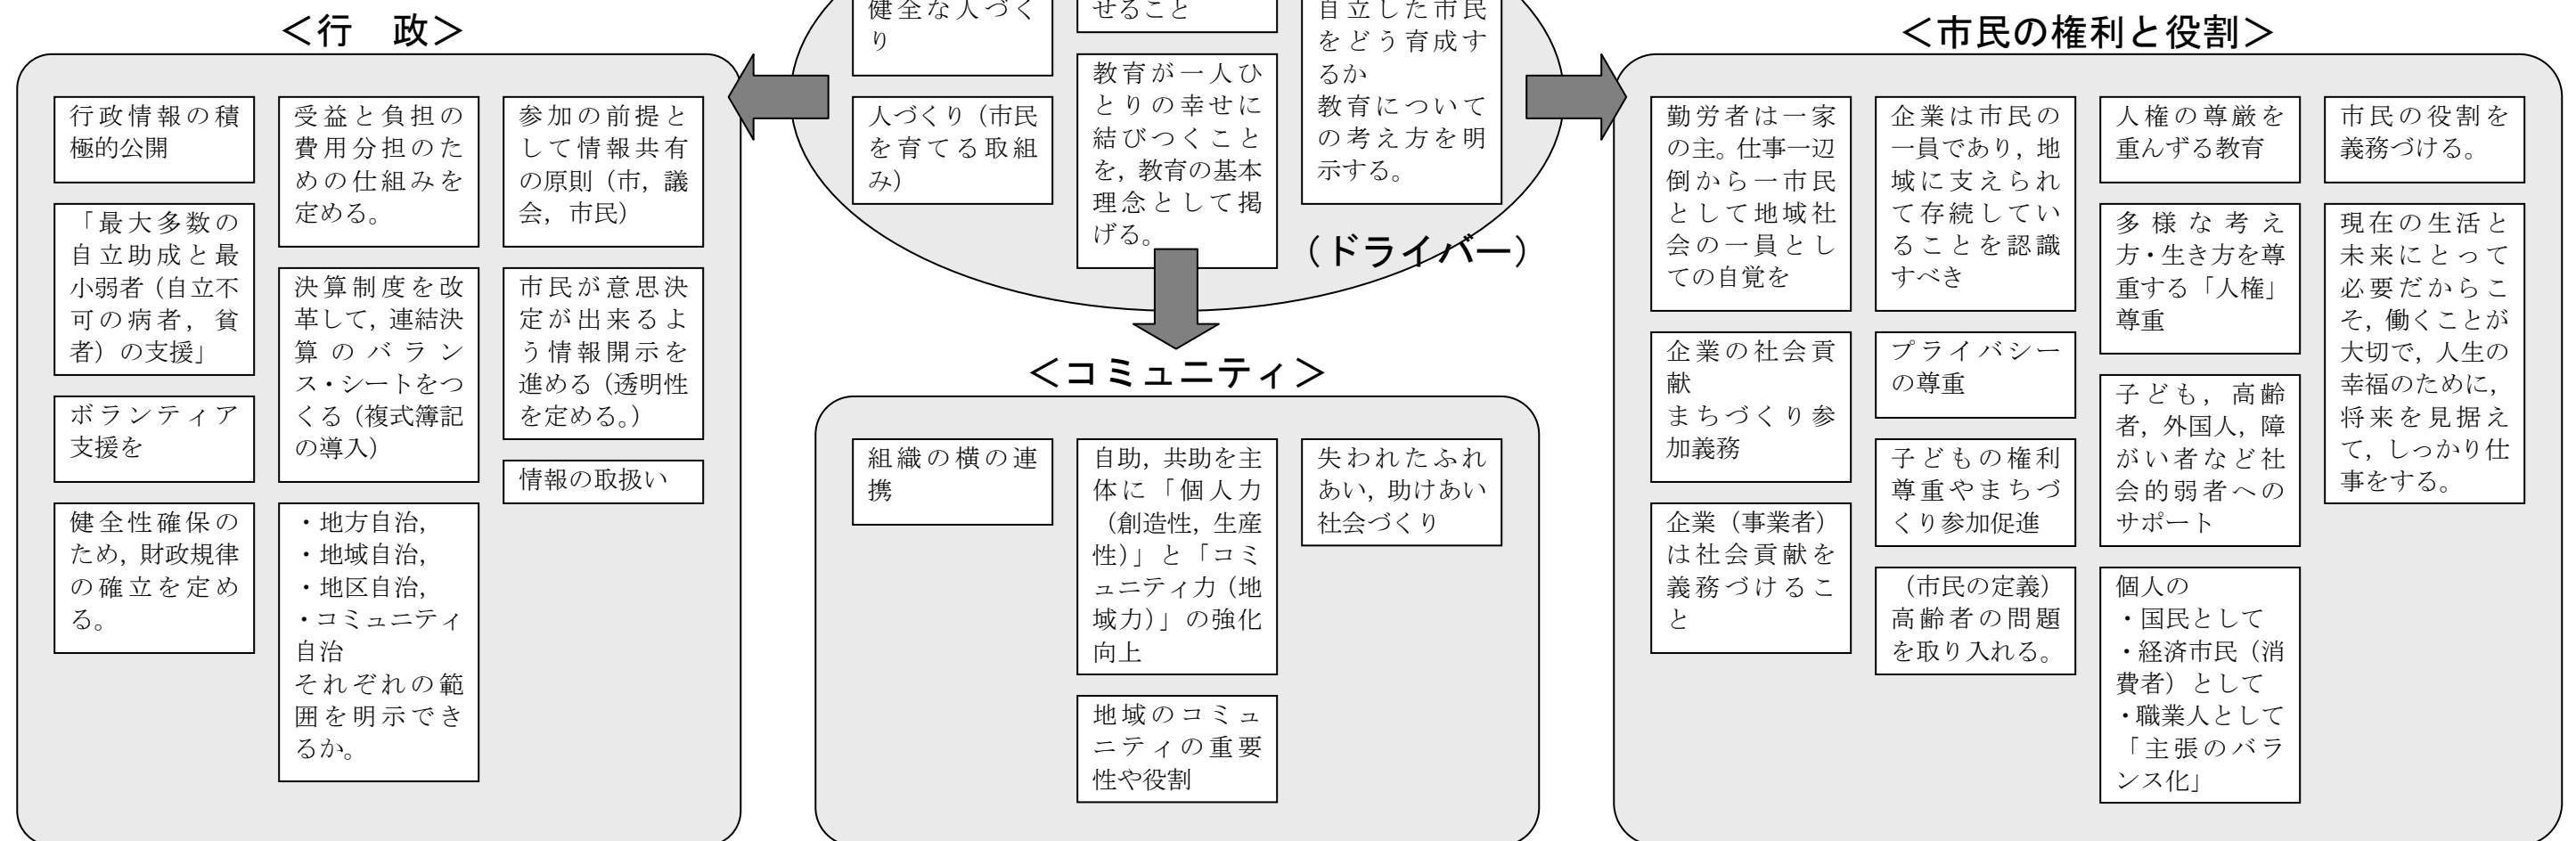 ＜行　政＞
行政情報の積
極的公開
「最大多数の
自立助成と最
小弱者（自立不
可の病者，貧
者）の支援」
ボランティア
支援を
健全性確保の
ため，財政規律
の確立を定め
る。
受益と負担の
費用分担のた
めの仕組みを
定める。
決算制度を改
革して，連結決
算のバラン
ス・シートをつ
くる（複式簿記
の導入）
・地方自治，
・地域自治，
・地区自治，
・コミュニティ
自治
それぞれの範
囲を明示でき
るか。
参加の前提と
して情報共有
の原則（市，議
会，市民）
市民が意思決
定が出来るよ
う情報開示を
進める（透明性
を定める。）
情報の取扱い
健全な人づく
り
人づくり（市民
を育てる取組
み）
せること
教育が一人ひ
とりの幸せに
結びつくこと
を，教育の基本
理念として掲
げる。
自立した市民
をどう育成す
るか
教育について
の考え方を明
示する。
（ドライバー）
＜コミュニティ＞
組織の横の連
携
自助，共助を主
体に「個人力
（創造性，生産
性）」と「コミ
ュニティ力（地
域力）」の強化
向上
地域のコミュ
ニティの重要
性や役割
失われたふれ
あい，助けあい
社会づくり
＜市民の権利と役割＞
勤労者は一家
の主。仕事一辺
倒から一市民
として地域社
会の一員とし
ての自覚を
企業の社会貢
献
まちづくり参
加義務
企業（事業者）
は社会貢献を
義務づけるこ
と
企業は市民の
一員であり，地
域に支えられ
て存続してい
ることを認識
すべき
プライバシー
の尊重
子どもの権利
尊重やまちづ
くり参加促進
（市民の定義）
高齢者の問題
を取り入れる。
人権の尊厳を
重んずる教育
多様な考え
方・生き方を尊
重する「人権」
尊重
子ども，高齢
者，外国人，障
がい者など社
会的弱者への
サポート
個人の
・国民として
・経済市民（消
費者）として
・職業人として
「主張のバラ
ンス化」
市民の役割を
義務づける。
現在の生活と
未来にとって
必要だからこ
そ，働くことが
大切で，人生の
幸福のために，
将来を見据え
て，しっかり仕
事をする。